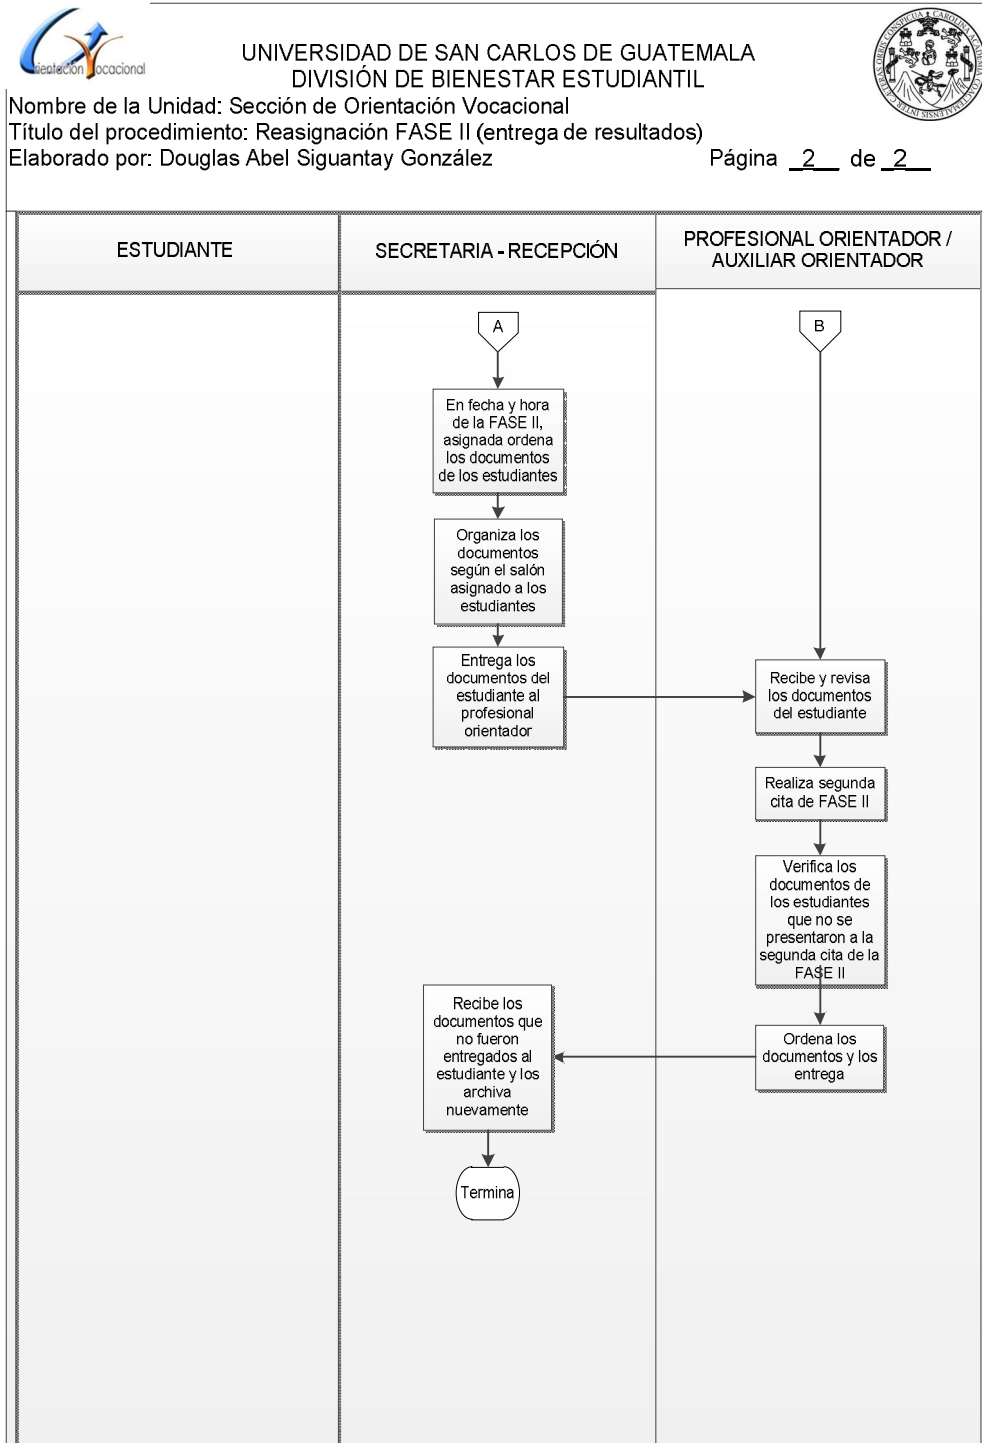 Orientación Vocacional
UNIVERSIDAD DE SAN CARLOS DE GUATEMALA
DIVISIÓN DE BIENESTAR ESTUDIANTIL
Nombre de la Unidad: Sección de Orientación Vocacional
Título del procedimiento: Reasignación FASE II (entrega de resultados)
Elaborado por: Douglas Abel Siguantay González
Página 2 de 2
ESTUDIANTE
SECRETARIA - RECEPCIÓN
PROFESIONAL ORIENTADOR /
AUXILIAR ORIENTADOR
A
B
En fecha y hora
de la FASE II,
asignada ordena
los documentos
de los estudiantes
Organiza los
documentos
según el salón
asignado a los
estudiantes
Entrega los
documentos del
estudiante al
profesional
orientador
Recibe y revisa
los documentos
del estudiante
Realiza segunda
cita de FASE II
Verifica los
documentos de
los estudiantes
que no se
presentaron a la
segunda cita de la
FASE II
Ordena los
documentos y los
entrega
Recibe los
documentos que
no fueron
entregados al
estudiante y los
archiva
nuevamente
Termina